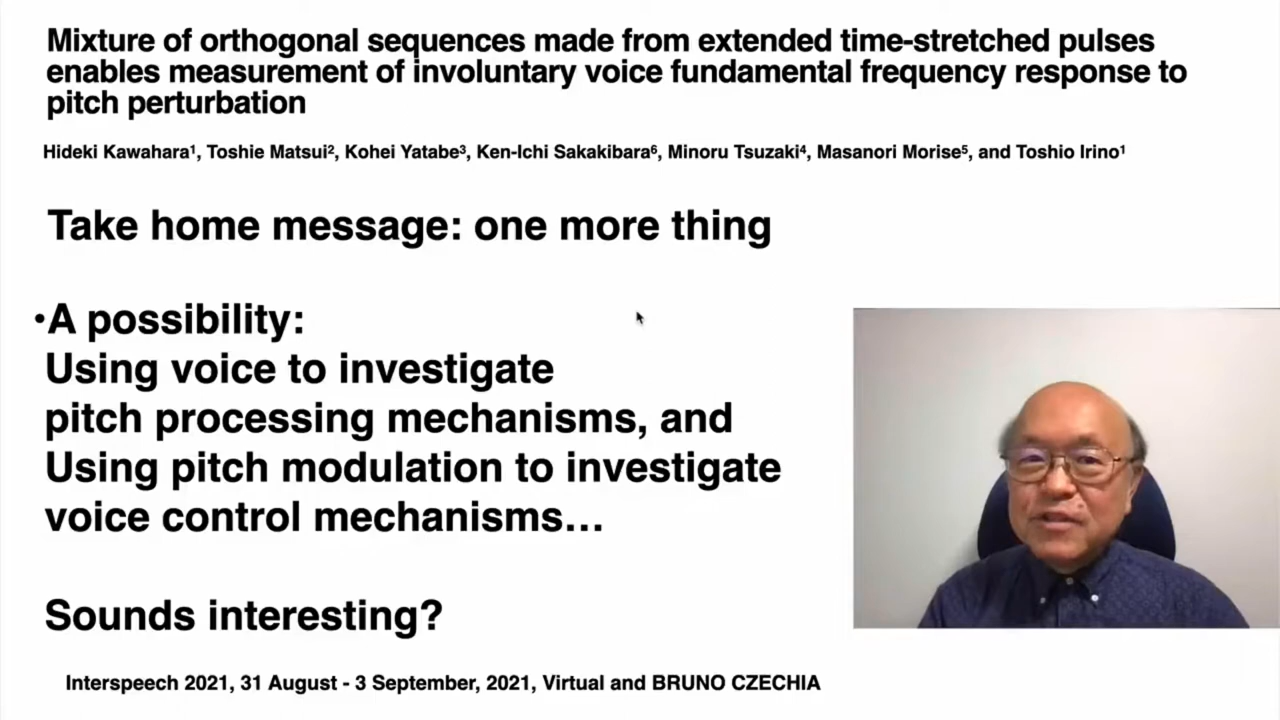 Mixture of orthogonal sequences made from extended time-stretched pulses
enables measurement of involuntary voice fundamental frequency response to
pitch perturbation
Hideki Kawahara¹, Toshie Matsui², Kohei Yatabe³, Ken-Ichi Sakakibara⁶, Minoru Tsuzaki⁴, Masanori Morise⁵, and Toshio Irino¹
Take home message: one more thing
•A possibility:
Using voice to investigate
pitch processing mechanisms, and
Using pitch modulation to investigate
voice control mechanisms…
Sounds interesting?
Interspeech 2021, 31 August - 3 September, 2021, Virtual and BRUNO CZECHIA